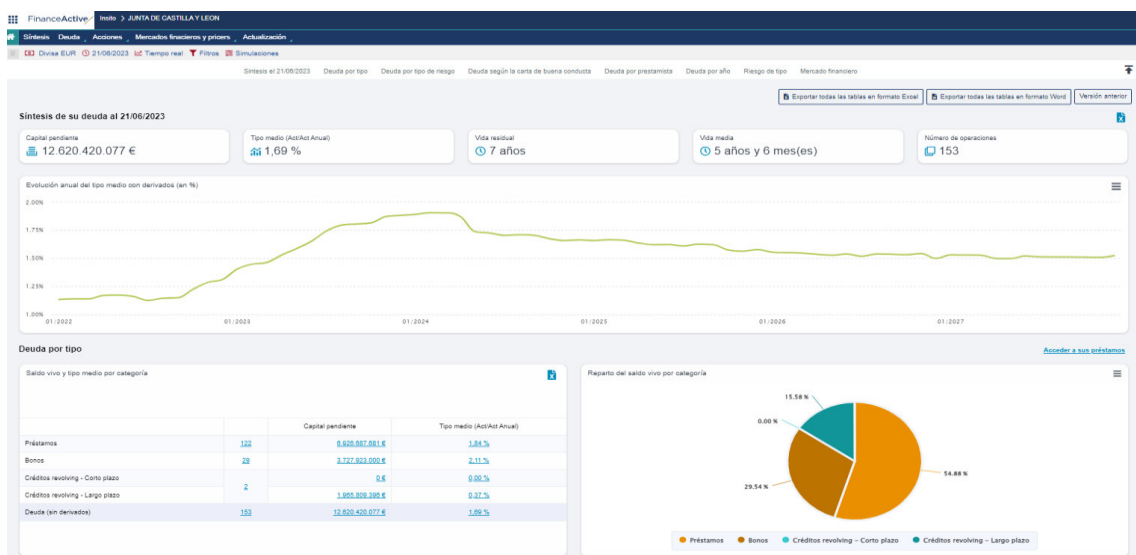 FinanceActive Insito > JUNTA DE CASTILLA Y LEON
Síntesis Deuda Acciones Mercados finacieros y pricers Actualización
Divisa EUR 21/06/2023 Tiempo real Filtros Simulaciones
Síntesis el 21/06/2023 Deuda por tipo Deuda por tipo de riesgo Deuda según la carta de buena conducta Deuda por prestamista Deuda por año Riesgo de tipo Mercado financiero
Exportar todas las tablas en formato Excel Exportar todas las tablas en formato Word Versión anterior
Síntesis de su deuda al 21/06/2023
Capital pendiente Tipo medio (Act/Act Anual) Vida residual Vida media Número de operaciones
12.620.420.077 € 1,69 % 7 años 5 años y 6 mes(es) 153
Evolución anual del tipo medio con derivados (en %)
2.00%
1.75%
1.50%
1.25%
1.00%
01/2022 01/2023 01/2024 01/2025 01/2026 01/2027
Deuda por tipo Acceder a sus préstamos
Saldo vivo y tipo medio por categoría
Capital pendiente Tipo medio (Act/Act Anual)
Préstamos 122 6.926.687.681 € 1,84 %
Bonos 29 3.727.923.000 € 2,11 %
Créditos revolving - Corto plazo 0 € 0,00 %
2
Créditos revolving - Largo plazo 1.965.809.396 € 0,37 %
Deuda (sin derivados) 153 12.620.420.077 € 1,69 %
Reparto del saldo vivo por categoría
15.58 %
0.00 %
54.88 %
29.54 %
Préstamos Bonos Créditos revolving – Corto plazo Créditos revolving – Largo plazo